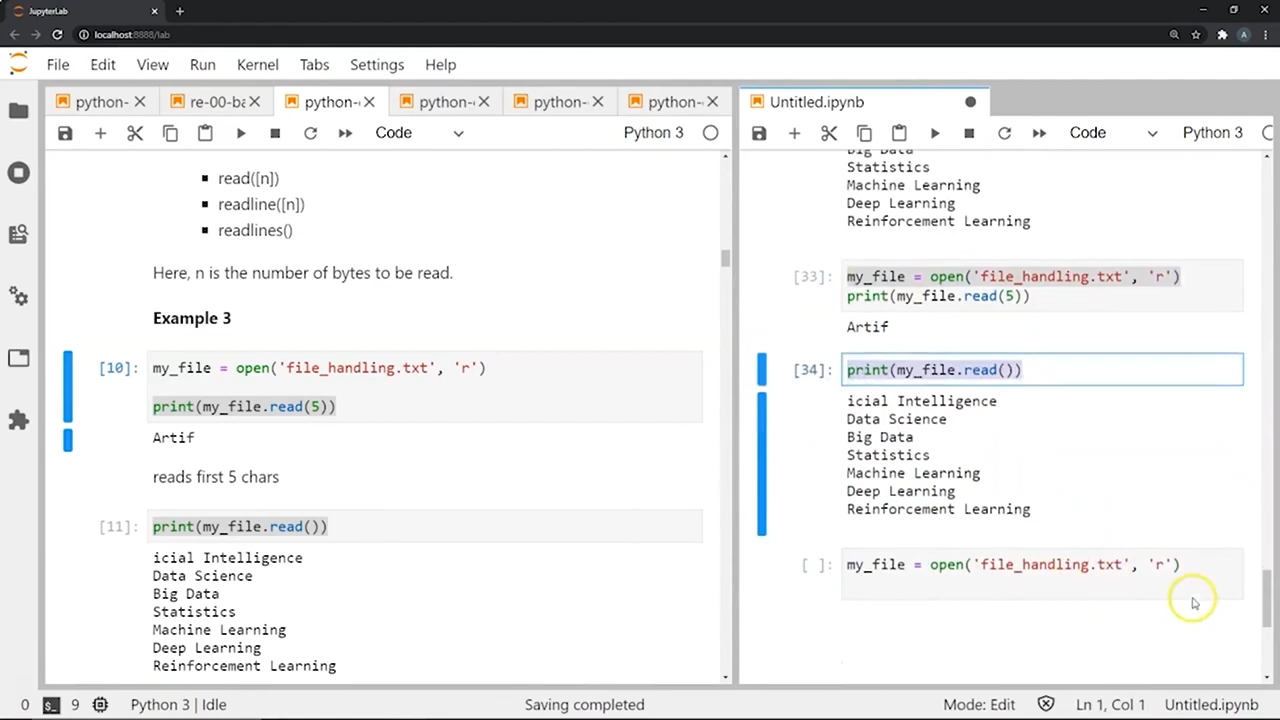 JupyterLab
localhost:8888/lab
A
File Edit View Run Kernel Tabs Settings Help
python- re-00-ba python- python- python- python-
Code Python 3
read([n])
readline([n])
readlines()
Here, n is the number of bytes to be read.
Example 3
[10]: my_file = open('file_handling.txt', 'r')
print(my_file.read(5))
Artif
reads first 5 chars
[11]: print(my_file.read())
icial Intelligence
Data Science
Big Data
Statistics
Machine Learning
Deep Learning
Reinforcement Learning
Untitled.ipynb
Code Python 3
Big Data
Statistics
Machine Learning
Deep Learning
Reinforcement Learning
[33]: my_file = open('file_handling.txt', 'r')
print(my_file.read(5))
Artif
[34]: print(my_file.read())
icial Intelligence
Data Science
Big Data
Statistics
Machine Learning
Deep Learning
Reinforcement Learning
[ ]: my_file = open('file_handling.txt', 'r')
0 $_ 9 Python 3 | Idle Saving completed Mode: Edit Ln 1, Col 1 Untitled.ipynb